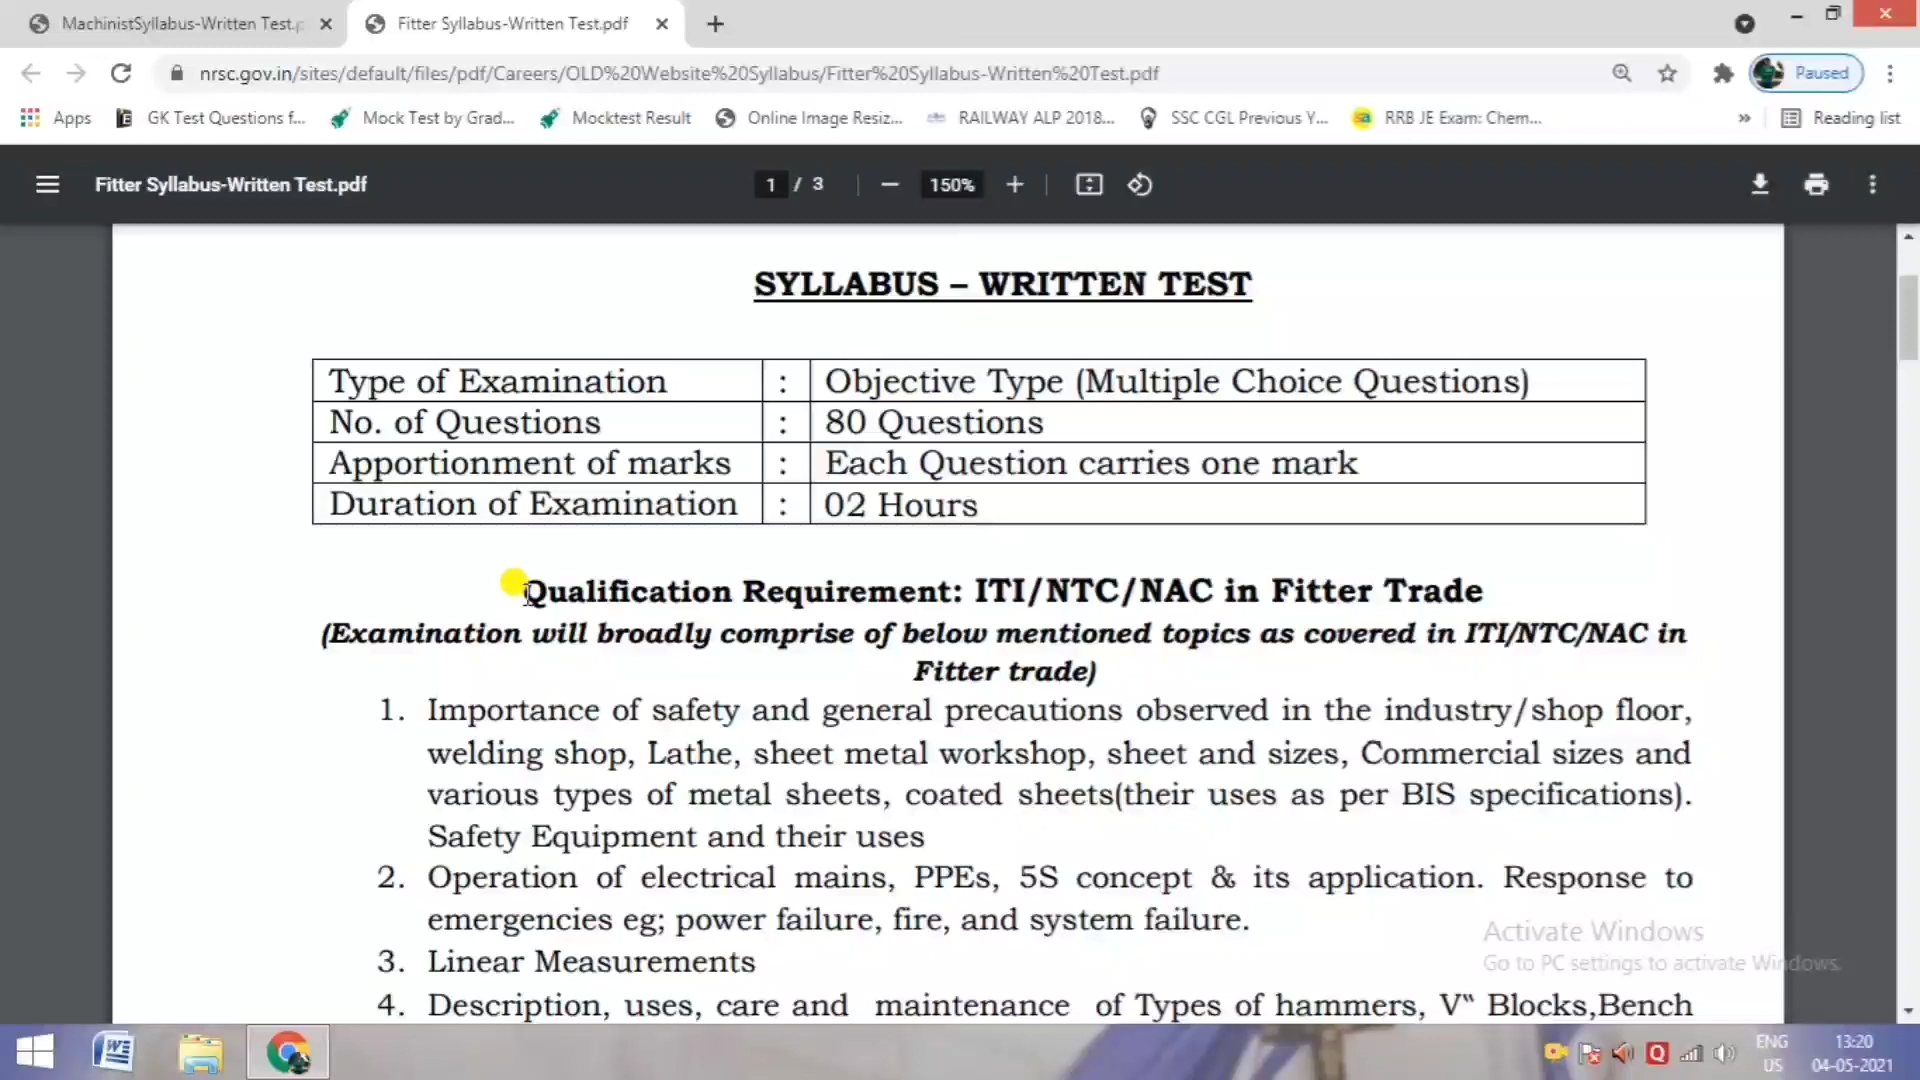 MachinistSyllabus-Written Test.p
Fitter Syllabus-Written Test.pdf
nrsc.gov.in/sites/default/files/pdf/Careers/OLD%20Website%20Syllabus/Fitter%20Syllabus-Written%20Test.pdf
Paused
Apps
GK Test Questions f...
Mock Test by Grad...
Mocktest Result
Online Image Resiz...
RAILWAY ALP 2018...
SSC CGL Previous Y...
RRB JE Exam: Chem...
»
Reading list
Fitter Syllabus-Written Test.pdf
1 / 3
150%
SYLLABUS – WRITTEN TEST
Type of Examination : Objective Type (Multiple Choice Questions)
No. of Questions : 80 Questions
Apportionment of marks : Each Question carries one mark
Duration of Examination : 02 Hours
Qualification Requirement: ITI/NTC/NAC in Fitter Trade
(Examination will broadly comprise of below mentioned topics as covered in ITI/NTC/NAC in
Fitter trade)
1. Importance of safety and general precautions observed in the industry/shop floor,
welding shop, Lathe, sheet metal workshop, sheet and sizes, Commercial sizes and
various types of metal sheets, coated sheets(their uses as per BIS specifications).
Safety Equipment and their uses
2. Operation of electrical mains, PPEs, 5S concept & its application. Response to
emergencies eg; power failure, fire, and system failure.
3. Linear Measurements
4. Description, uses, care and maintenance of Types of hammers, V‟ Blocks,Bench
Activate Windows
Go to PC settings to activate Windows.
ENG
US
13:20
04-05-2021